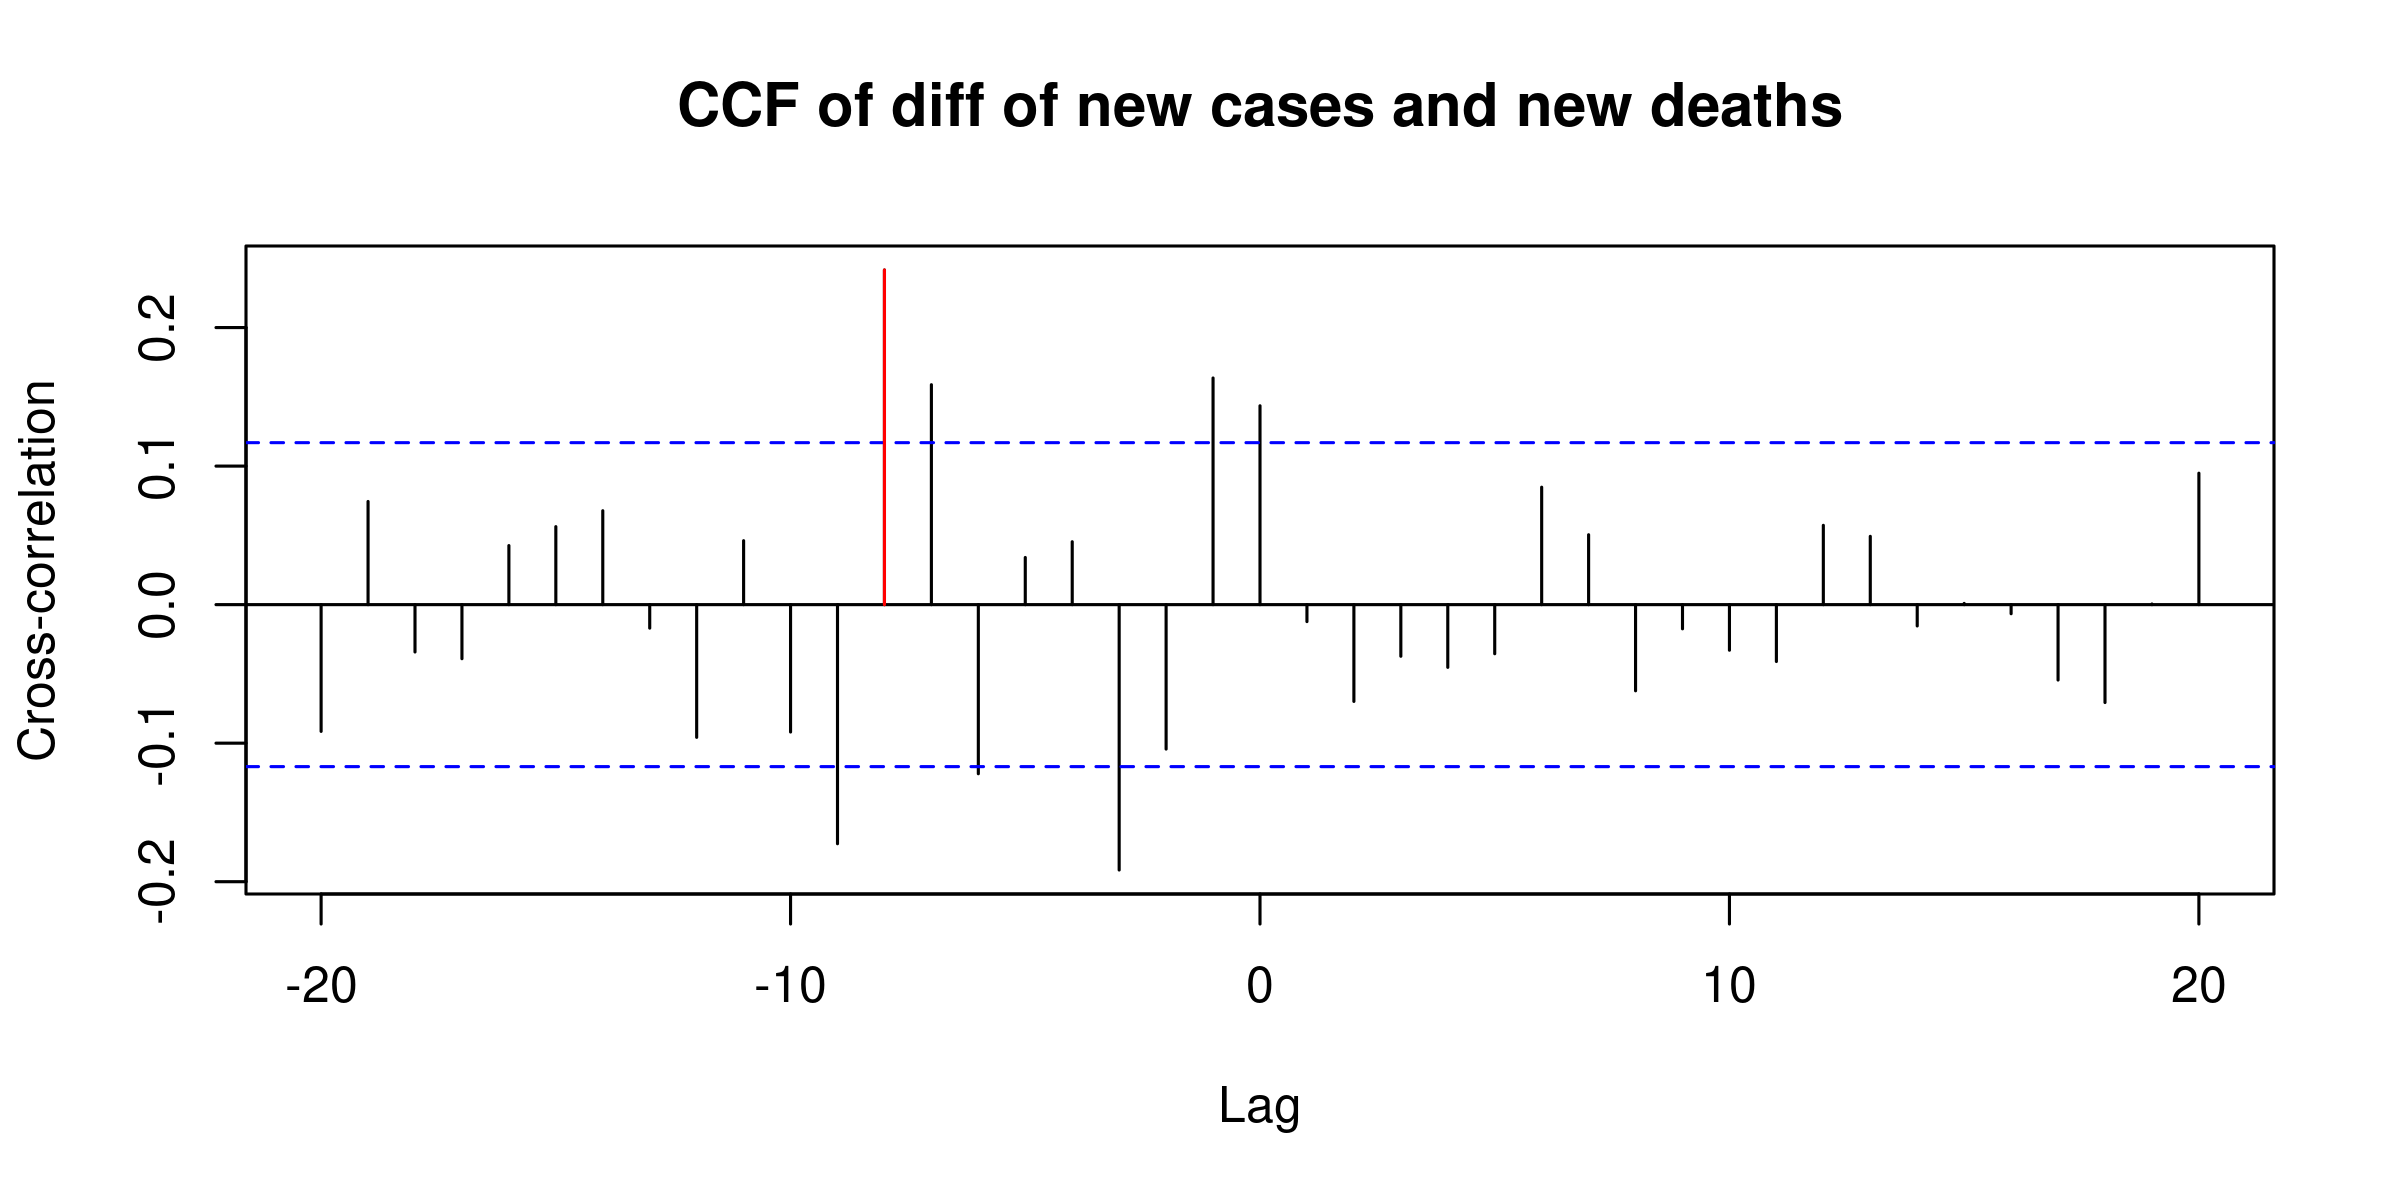 CCF of diff of new cases and new deaths
Cross-correlation
0.2
0.1
0.0
-0.1
-0.2
-20 -10 0 10 20
Lag